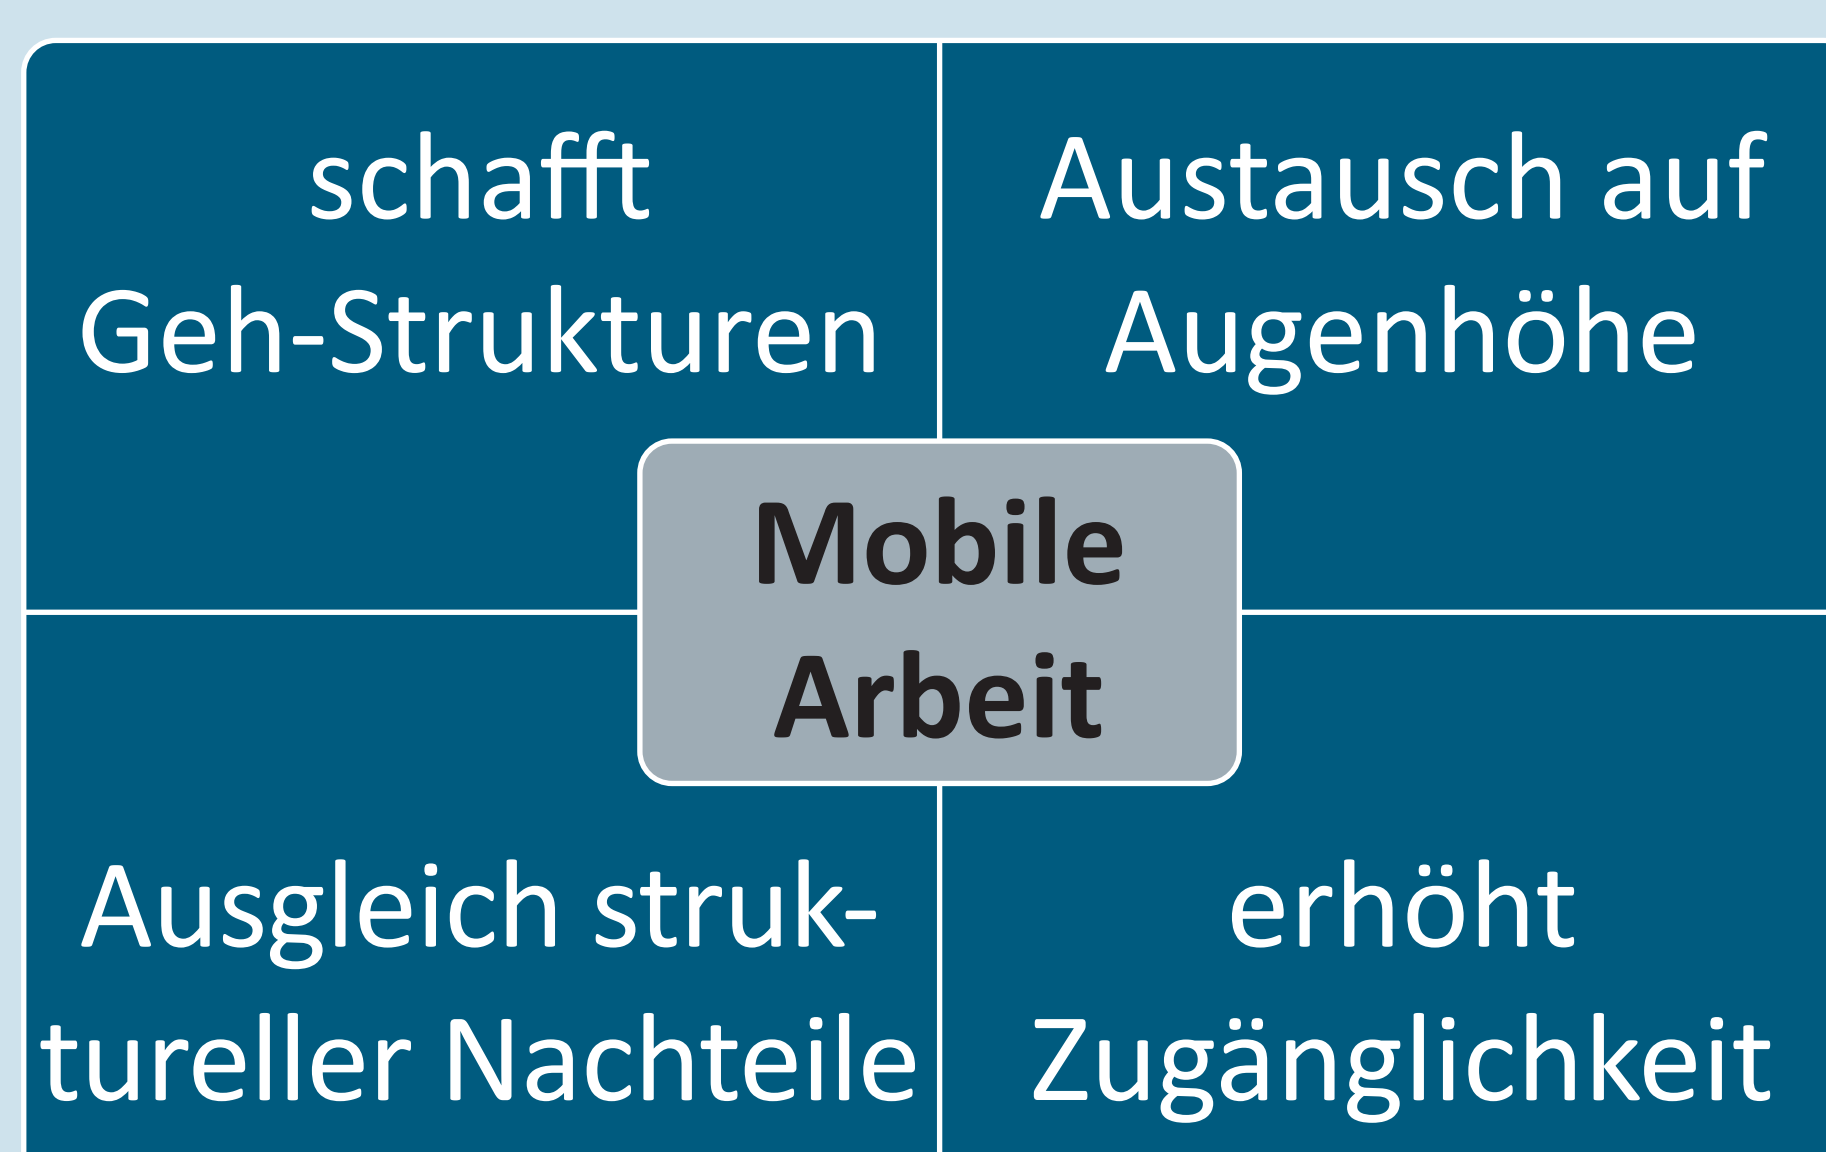 schafft
Geh-Strukturen
Austausch auf
Augenhöhe
Mobile
Arbeit
Ausgleich struk-
tureller Nachteile
erhöht
Zugänglichkeit